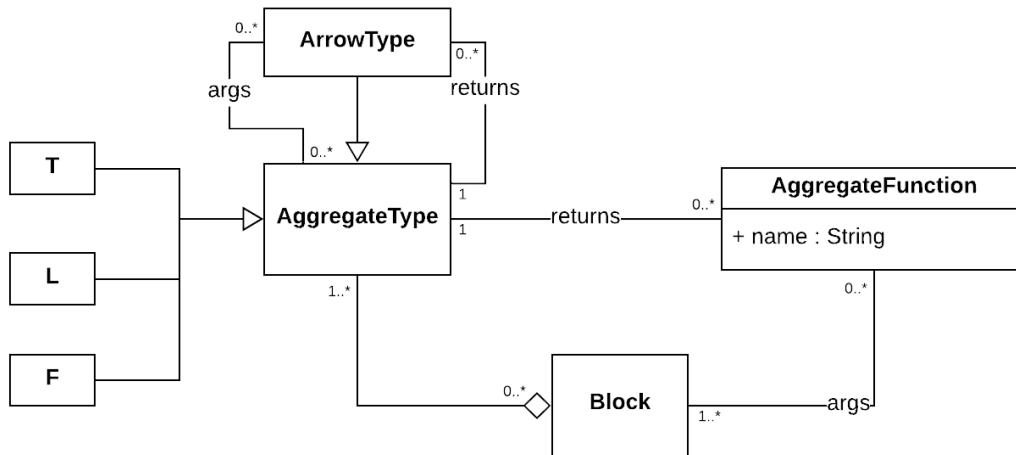 0..*
ArrowType
0..*
args
returns
0..*
T
1
AggregateType
returns
0..*
AggregateFunction
1
+ name : String
L
1..*
0..*
F
0..*
Block
1..*
args